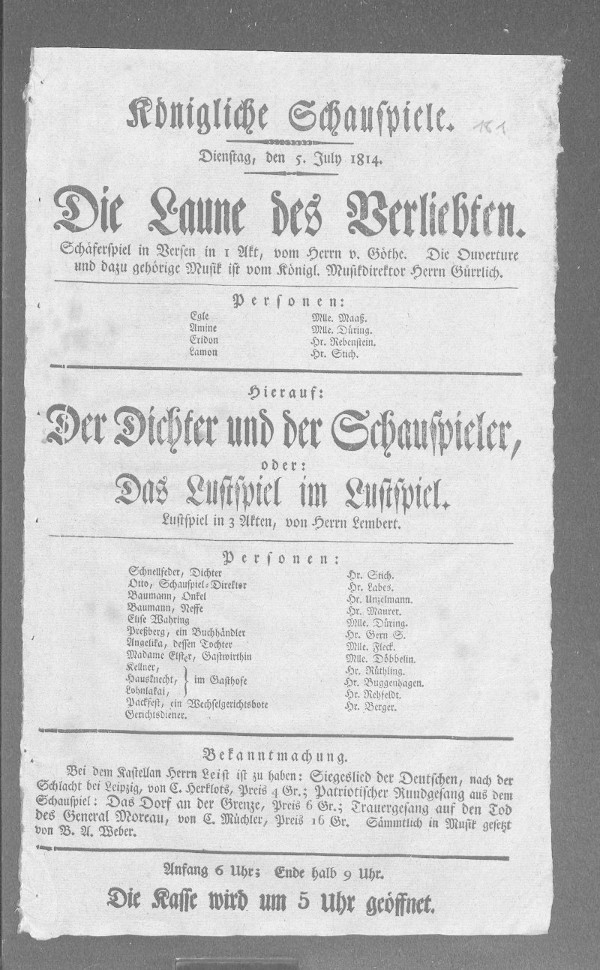 Königliche Schauspiele.
181
Dienstag, den 5. July 1814.
Die Laune des Verliebten.
Schäferspiel in Versen in 1 Akt, vom Herrn v. Göthe. Die Ouverture
und dazu gehörige Musik ist vom Königl. Musikdirektor Herrn Gürrlich.
Personen:
Egle Mlle. Maaß.
Amine Mlle. Düring.
Eridon Hr. Rebenstein.
Lamon Hr. Stich.
Hierauf:
Der Dichter und der Schauspieler,
oder:
Das Lustspiel im Lustspiel.
Lustspiel in 3 Akten, von Herrn Lembert.
Personen:
Schnellfeder, Dichter Hr. Stich.
Otto, Schauspiel-Direktor Hr. Labes.
Baumann, Onkel Hr. Unzelmann.
Baumann, Neffe Hr. Maurer.
Elise Wahring Mlle. Düring.
Preßberg, ein Buchhändler Hr. Gern S.
Angelika, dessen Tochter Mlle. Fleck.
Madame Elster, Gastwirthin Mlle. Döbbelin.
Kellner, Hr. Rüthling.
Hausknecht, } im Gasthofe Hr. Buggenhagen.
Lohnlakai, Hr. Rehfeldt.
Packfest, ein Wechselgerichtsbote Hr. Berger.
Gerichtsdiener.
Bekanntmachung.
Bei dem Kastellan Herrn Leist ist zu haben: Siegeslied der Deutschen, nach der
Schlacht bei Leipzig, von C. Herklots, Preis 4 Gr.; Patriotischer Rundgesang aus dem
Schauspiel: Das Dorf an der Grenze, Preis 6 Gr.; Trauergesang auf den Tod
des General Moreau, von C. Müchler, Preis 16 Gr. Sämmtlich in Musik gesetzt
von B. A. Weber.
Anfang 6 Uhr; Ende halb 9 Uhr.
Die Kasse wird um 5 Uhr geöffnet.